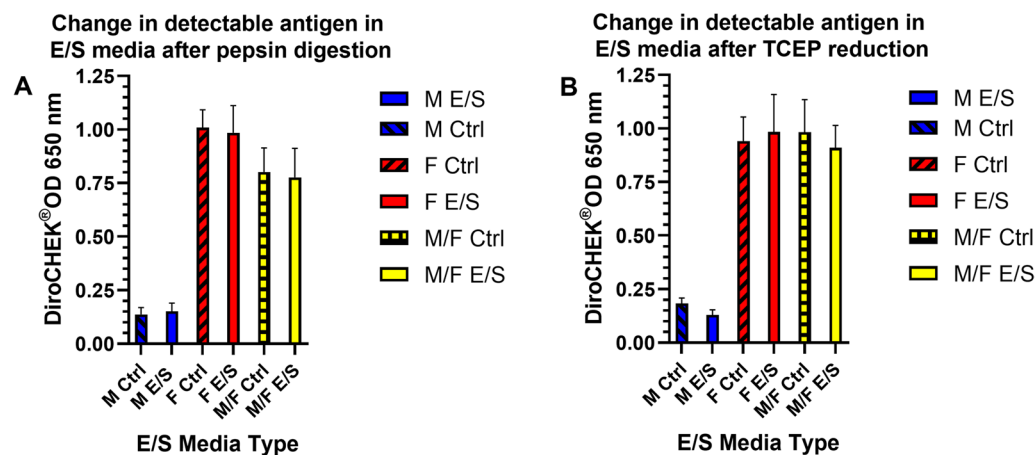 Change in detectable antigen in
E/S media after pepsin digestion
A
DiroCHEK®OD 650 nm
1.25
1.00
0.75
0.50
0.25
0.00
M Ctrl
M E/S
F Ctrl
F E/S
M/F Ctrl
M/F E/S
E/S Media Type
M E/S
M Ctrl
F Ctrl
F E/S
M/F Ctrl
M/F E/S
Change in detectable antigen in
E/S media after TCEP reduction
B
DiroCHEK®OD 650 nm
1.25
1.00
0.75
0.50
0.25
0.00
M Ctrl
M E/S
F Ctrl
F E/S
M/F Ctrl
M/F E/S
E/S Media Type
M E/S
M Ctrl
F Ctrl
F E/S
M/F Ctrl
M/F E/S